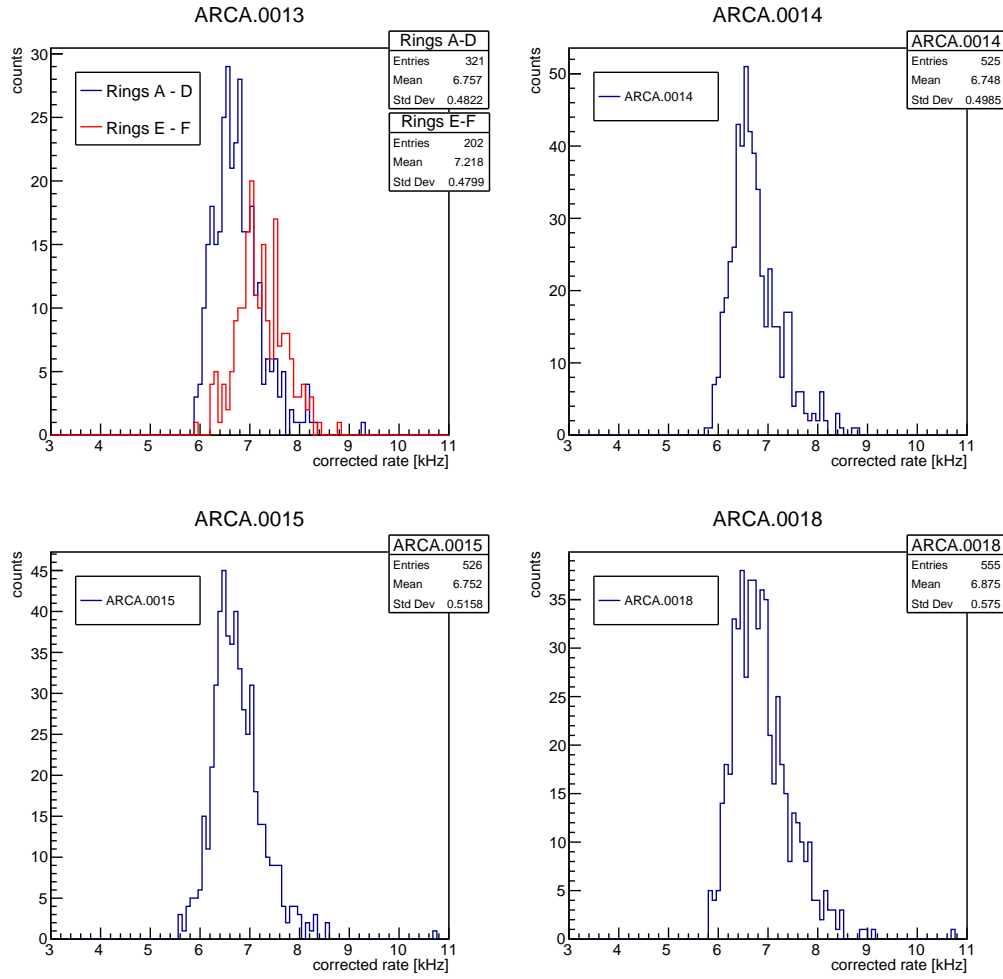 ARCA.0013
counts
30
25
20
15
10
5
0
Rings A - D
Rings E - F
Rings A-D
Entries 321
Mean 6.757
Std Dev 0.4822
Rings E-F
Entries 202
Mean 7.218
Std Dev 0.4799
3 4 5 6 7 8 9 10 11
corrected rate [kHz]
ARCA.0014
counts
50
40
30
20
10
0
ARCA.0014
ARCA.0014
Entries 525
Mean 6.748
Std Dev 0.4985
3 4 5 6 7 8 9 10 11
corrected rate [kHz]
ARCA.0015
counts
45
40
35
30
25
20
15
10
5
0
ARCA.0015
ARCA.0015
Entries 526
Mean 6.752
Std Dev 0.5158
3 4 5 6 7 8 9 10 11
corrected rate [kHz]
ARCA.0018
counts
35
30
25
20
15
10
5
0
ARCA.0018
ARCA.0018
Entries 555
Mean 6.875
Std Dev 0.575
3 4 5 6 7 8 9 10 11
corrected rate [kHz]